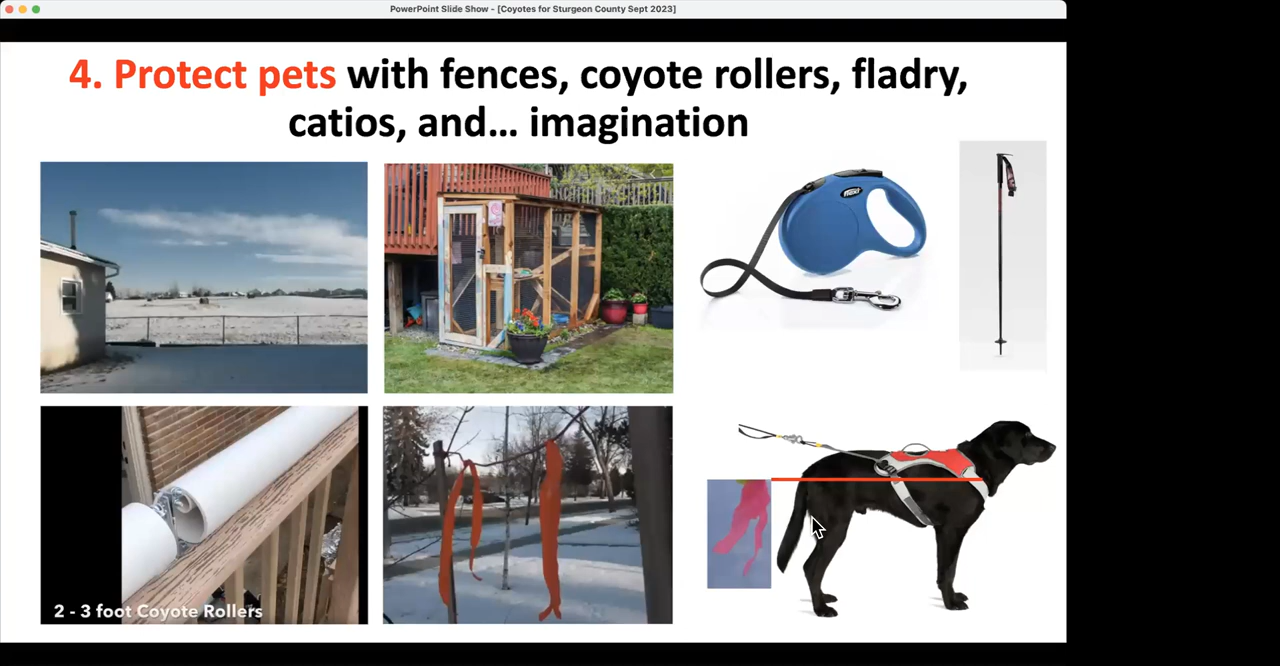 PowerPoint Slide Show - [Coyotes for Sturgeon County Sept 2023]
4. Protect pets with fences, coyote rollers, fladry,
catios, and... imagination
flexi
2 - 3 foot Coyote Rollers